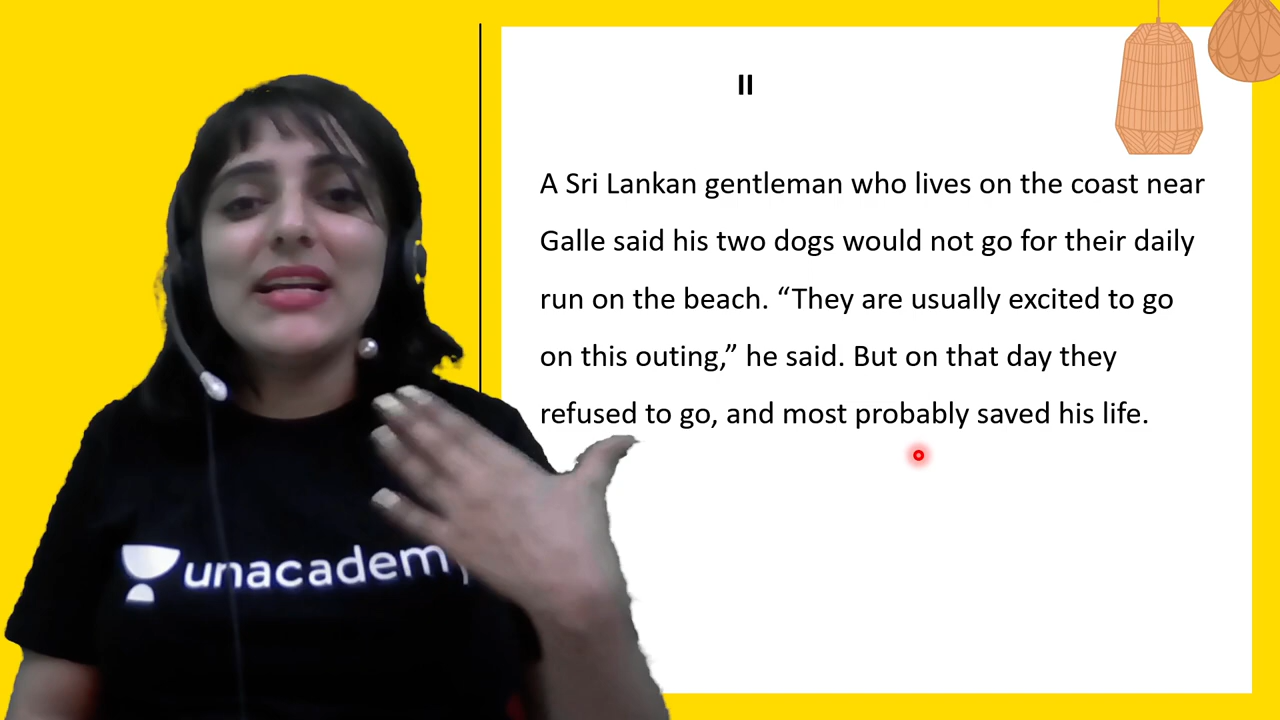 II
A Sri Lankan gentleman who lives on the coast near
Galle said his two dogs would not go for their daily
run on the beach. “They are usually excited to go
on this outing,” he said. But on that day they
refused to go, and most probably saved his life.
unacademy